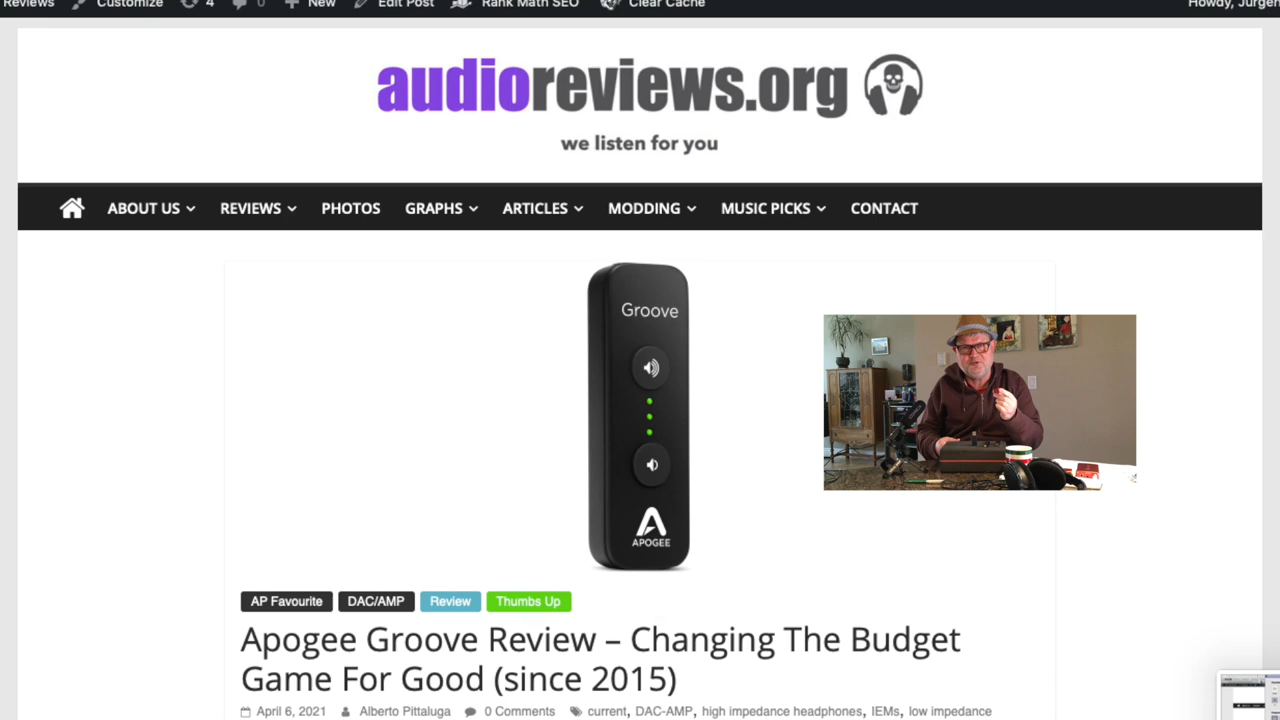 Reviews Customize 4 0 New Edit Post Rank Math SEO Clear Cache Howdy, Jürgen
audioreviews.org
we listen for you
ABOUT US REVIEWS PHOTOS GRAPHS ARTICLES MODDING MUSIC PICKS CONTACT
Groove
APOGEE
AP Favourite DAC/AMP Review Thumbs Up
Apogee Groove Review – Changing The Budget
Game For Good (since 2015)
April 6, 2021 Alberto Pittaluga 0 Comments current, DAC-AMP, high impedance headphones, IEMs, low impedance